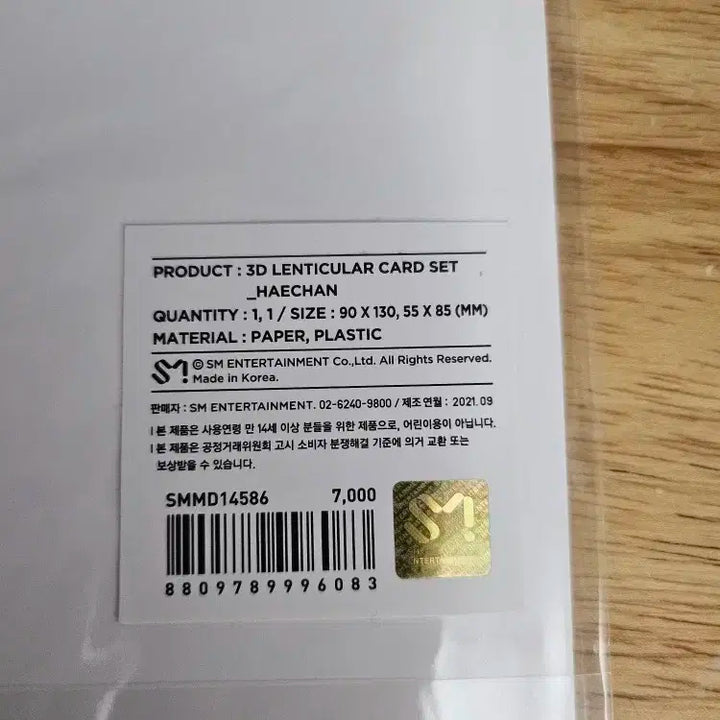 PRODUCT : 3D LENTICULAR CARD SET
_HAECHAN
QUANTITY : 1, 1 / SIZE : 90 X 130, 55 X 85 (MM)
MATERIAL : PAPER, PLASTIC
SM! © SM ENTERTAINMENT Co.,Ltd. All Rights Reserved.
Made in Korea.
판매자 : SM ENTERTAINMENT. 02-6240-9800 / 제조연월 : 2021.09
| 본 제품은 사용연령 만 14세 이상 분들을 위한 제품으로, 어린이용이 아닙니다.
| 본 제품은 공정거래위원회 고시 소비자 분쟁해결 기준에 의거 교환 또는
보상받을 수 있습니다.
SMMD14586 7,000
8809789996083
SM!